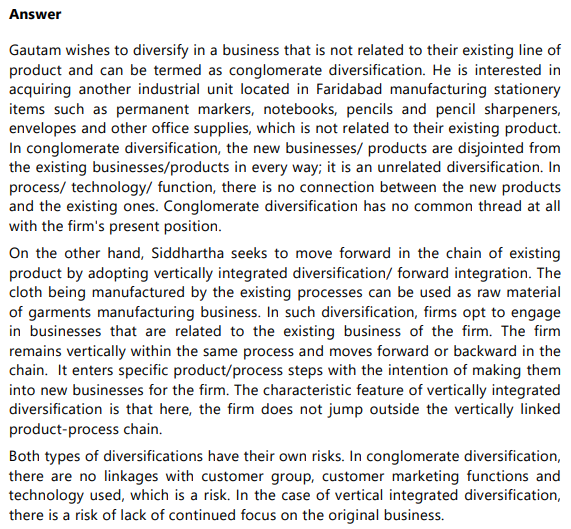 Answer
Gautam wishes to diversify in a business that is not related to their existing line of
product and can be termed as conglomerate diversification. He is interested in
acquiring another industrial unit located in Faridabad manufacturing stationery
items such as permanent markers, notebooks, pencils and pencil sharpeners,
envelopes and other office supplies, which is not related to their existing product.
In conglomerate diversification, the new businesses/ products are disjointed from
the existing businesses/products in every way; it is an unrelated diversification. In
process/ technology/ function, there is no connection between the new products
and the existing ones. Conglomerate diversification has no common thread at all
with the firm's present position.
On the other hand, Siddhartha seeks to move forward in the chain of existing
product by adopting vertically integrated diversification/ forward integration. The
cloth being manufactured by the existing processes can be used as raw material
of garments manufacturing business. In such diversification, firms opt to engage
in businesses that are related to the existing business of the firm. The firm
remains vertically within the same process and moves forward or backward in the
chain. It enters specific product/process steps with the intention of making them
into new businesses for the firm. The characteristic feature of vertically integrated
diversification is that here, the firm does not jump outside the vertically linked
product-process chain.
Both types of diversifications have their own risks. In conglomerate diversification,
there are no linkages with customer group, customer marketing functions and
technology used, which is a risk. In the case of vertical integrated diversification,
there is a risk of lack of continued focus on the original business.